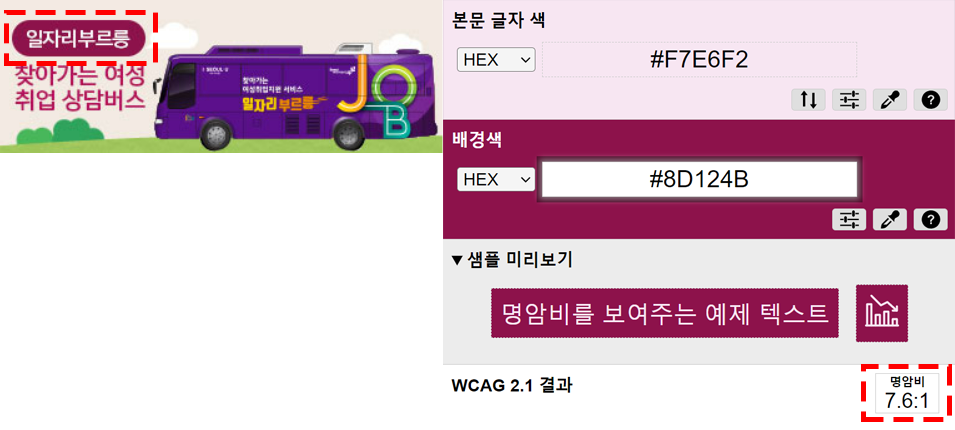 일자리부르릉
찾아가는 여성
취업 상담버스
찾아가는
여성취업지원 서비스
일자리 부르릉
JOB
본문 글자 색
HEX
#F7E6F2
배경색
HEX
#8D124B
▼ 샘플 미리보기
명암비를 보여주는 예제 텍스트
WCAG 2.1 결과
명암비
7.6:1